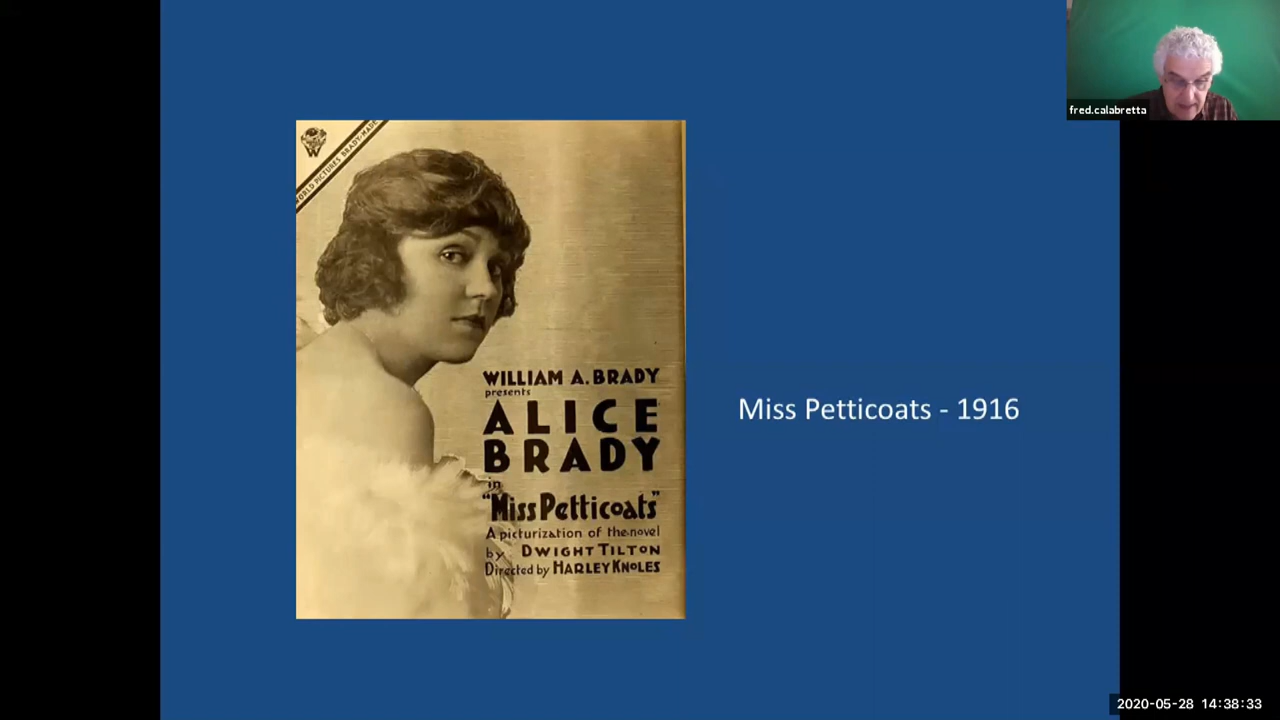 fred.calabretta
WORLD PICTURES BRADY-MADE
W
WILLIAM A. BRADY
presents
ALICE
BRADY
in
"Miss Petticoats"
A picturization of the novel
by DWIGHT TILTON
Directed by HARLEY KNOLES
Miss Petticoats - 1916
2020-05-28 14:38:33